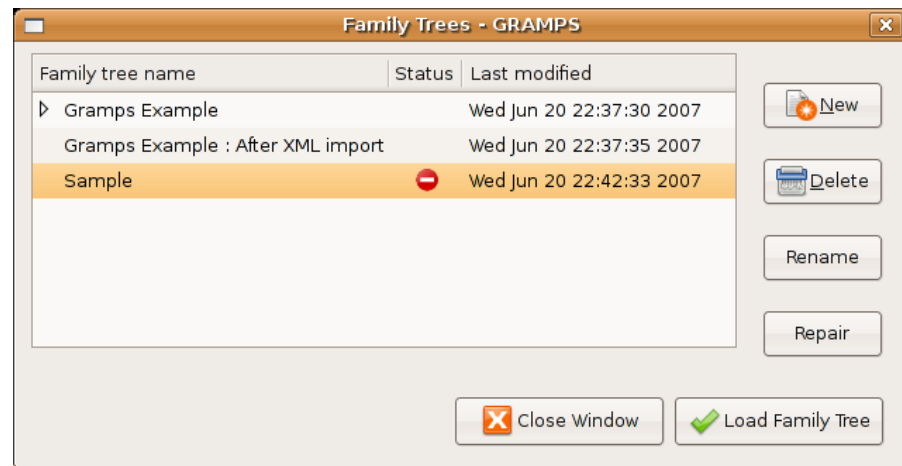 Family Trees - GRAMPS
Family tree name Status Last modified
Gramps Example Wed Jun 20 22:37:30 2007
Gramps Example : After XML import Wed Jun 20 22:37:35 2007
Sample Wed Jun 20 22:42:33 2007
New
Delete
Rename
Repair
Close Window Load Family Tree